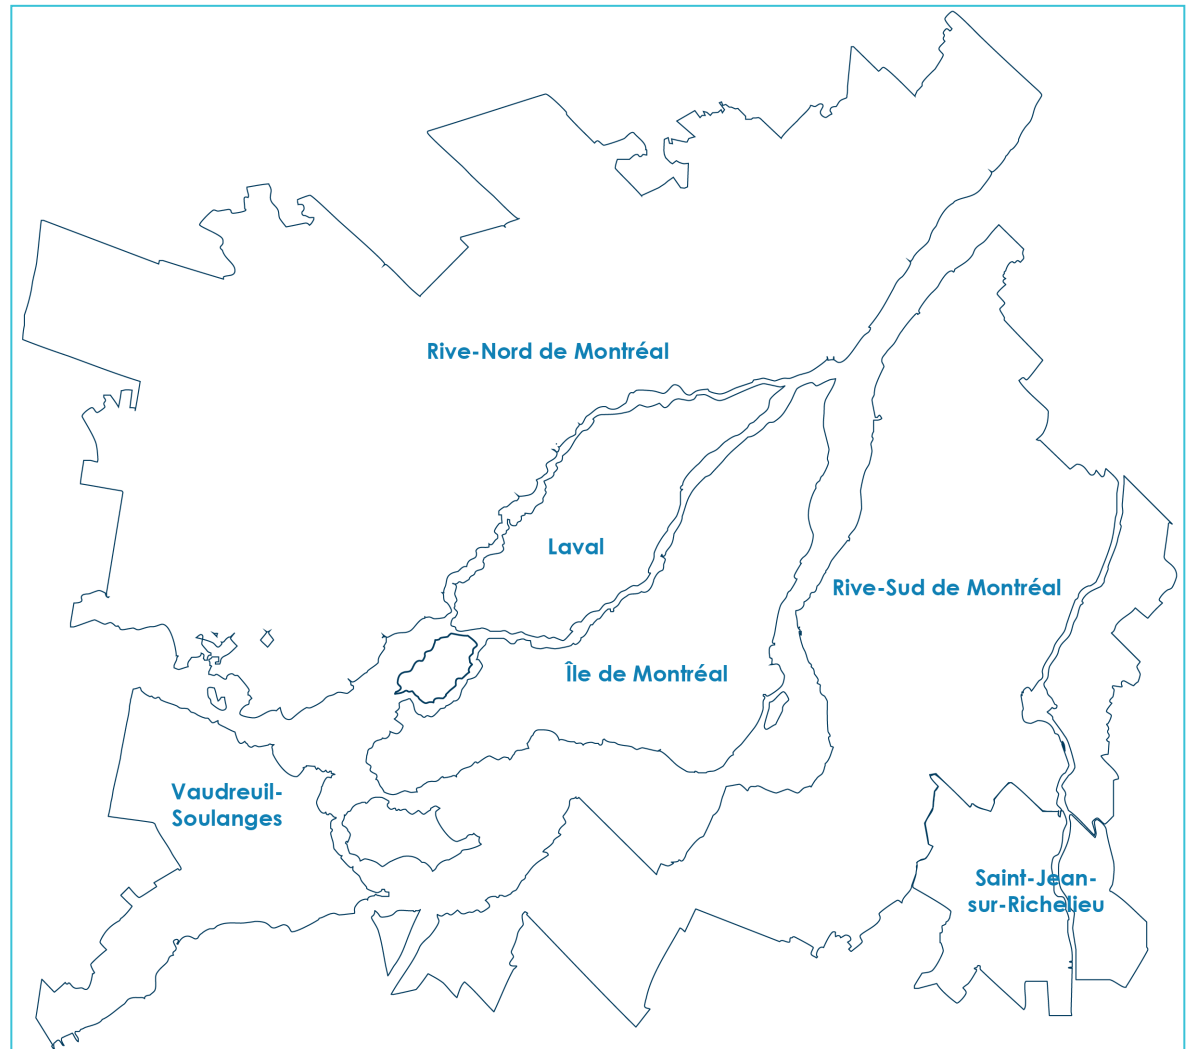 Rive-Nord de Montréal
Laval
Rive-Sud de Montréal
Île de Montréal
Vaudreuil-
Soulanges
Saint-Jean-
sur-Richelieu